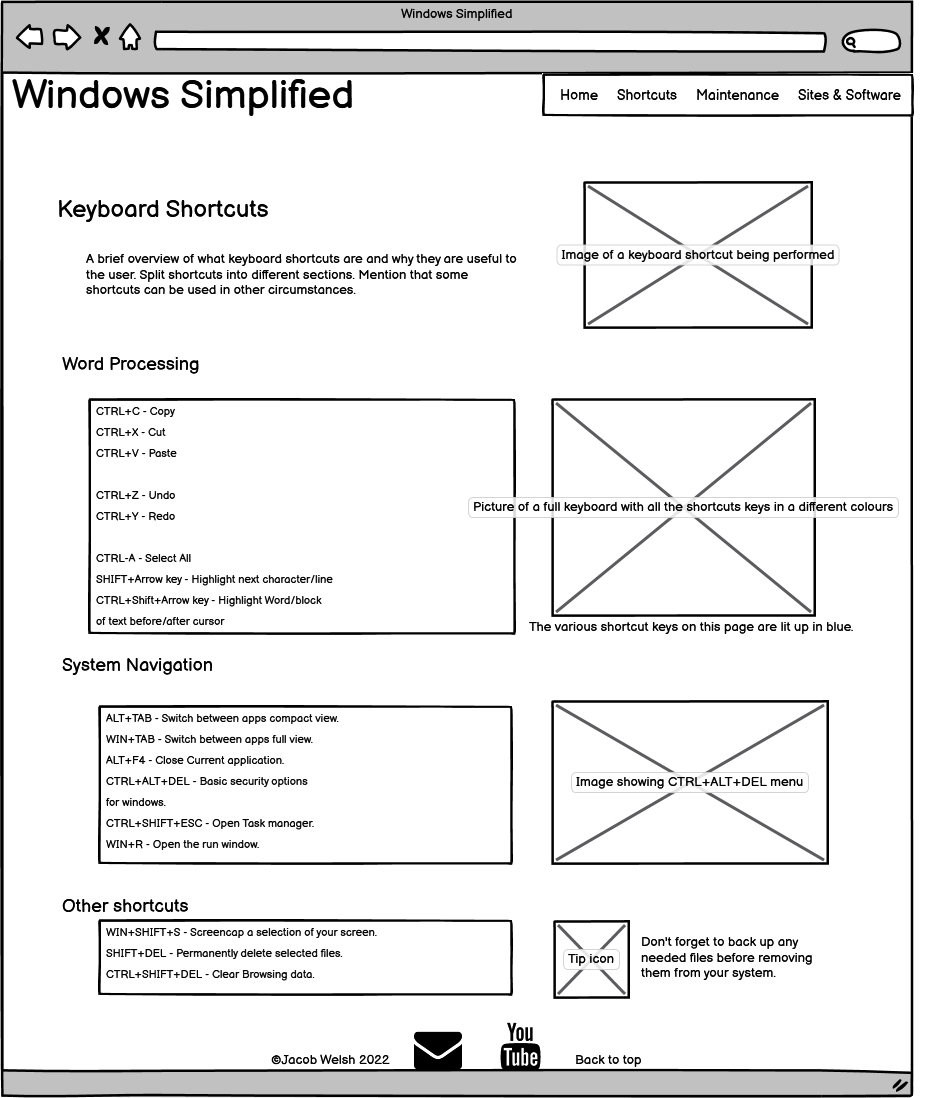 Windows Simplified
Windows Simplified
Home Shortcuts Maintenance Sites & Software
Keyboard Shortcuts
A brief overview of what keyboard shortcuts are and why they are useful to
the user. Split shortcuts into different sections. Mention that some
shortcuts can be used in other circumstances.
Image of a keyboard shortcut being performed
Word Processing
CTRL+C - Copy
CTRL+X - Cut
CTRL+V - Paste
CTRL+Z - Undo
CTRL+Y - Redo
CTRL-A - Select All
SHIFT+Arrow key - Highlight next character/line
CTRL+Shift+Arrow key - Highlight Word/block
of text before/after cursor
Picture of a full keyboard with all the shortcuts keys in a different colours
The various shortcut keys on this page are lit up in blue.
System Navigation
ALT+TAB - Switch between apps compact view.
WIN+TAB - Switch between apps full view.
ALT+F4 - Close Current application.
CTRL+ALT+DEL - Basic security options
for windows.
CTRL+SHIFT+ESC - Open Task manager.
WIN+R - Open the run window.
Image showing CTRL+ALT+DEL menu
Other shortcuts
WIN+SHIFT+S - Screencap a selection of your screen.
SHIFT+DEL - Permanently delete selected files.
CTRL+SHIFT+DEL - Clear Browsing data.
Tip icon
Don't forget to back up any
needed files before removing
them from your system.
©Jacob Welsh 2022
You
Tube
Back to top